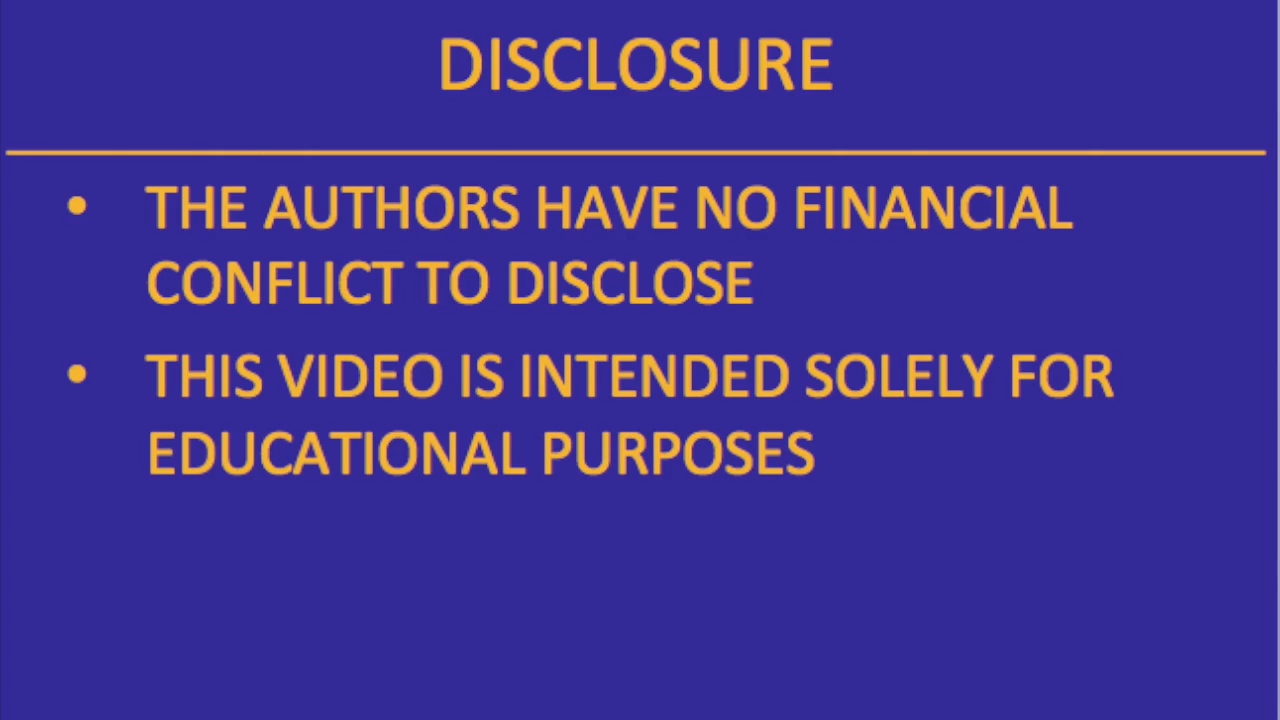 DISCLOSURE
• THE AUTHORS HAVE NO FINANCIAL
CONFLICT TO DISCLOSE
• THIS VIDEO IS INTENDED SOLELY FOR
EDUCATIONAL PURPOSES